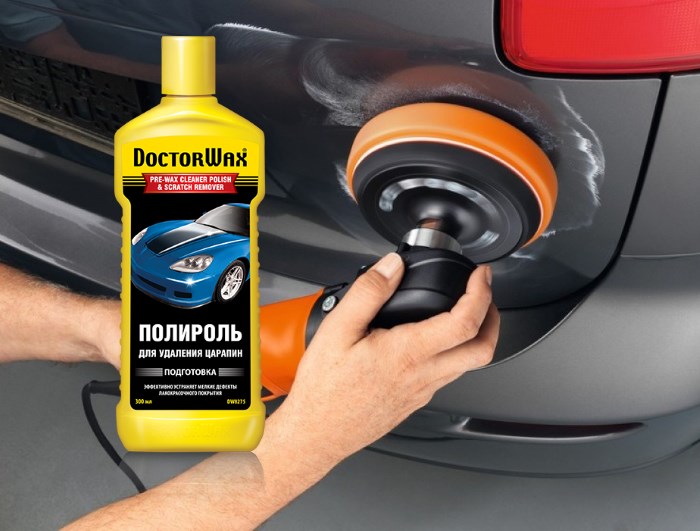 DOCTORWAX®
PRE-WAX CLEANER POLISH
& SCRATCH REMOVER
ПОЛИРОЛЬ
ДЛЯ УДАЛЕНИЯ ЦАРАПИН
ПОДГОТОВКА
ЭФФЕКТИВНО УСТРАНЯЕТ МЕЛКИЕ ДЕФЕКТЫ
ЛАКОКРАСОЧНОГО ПОКРЫТИЯ
300 мл DW8275